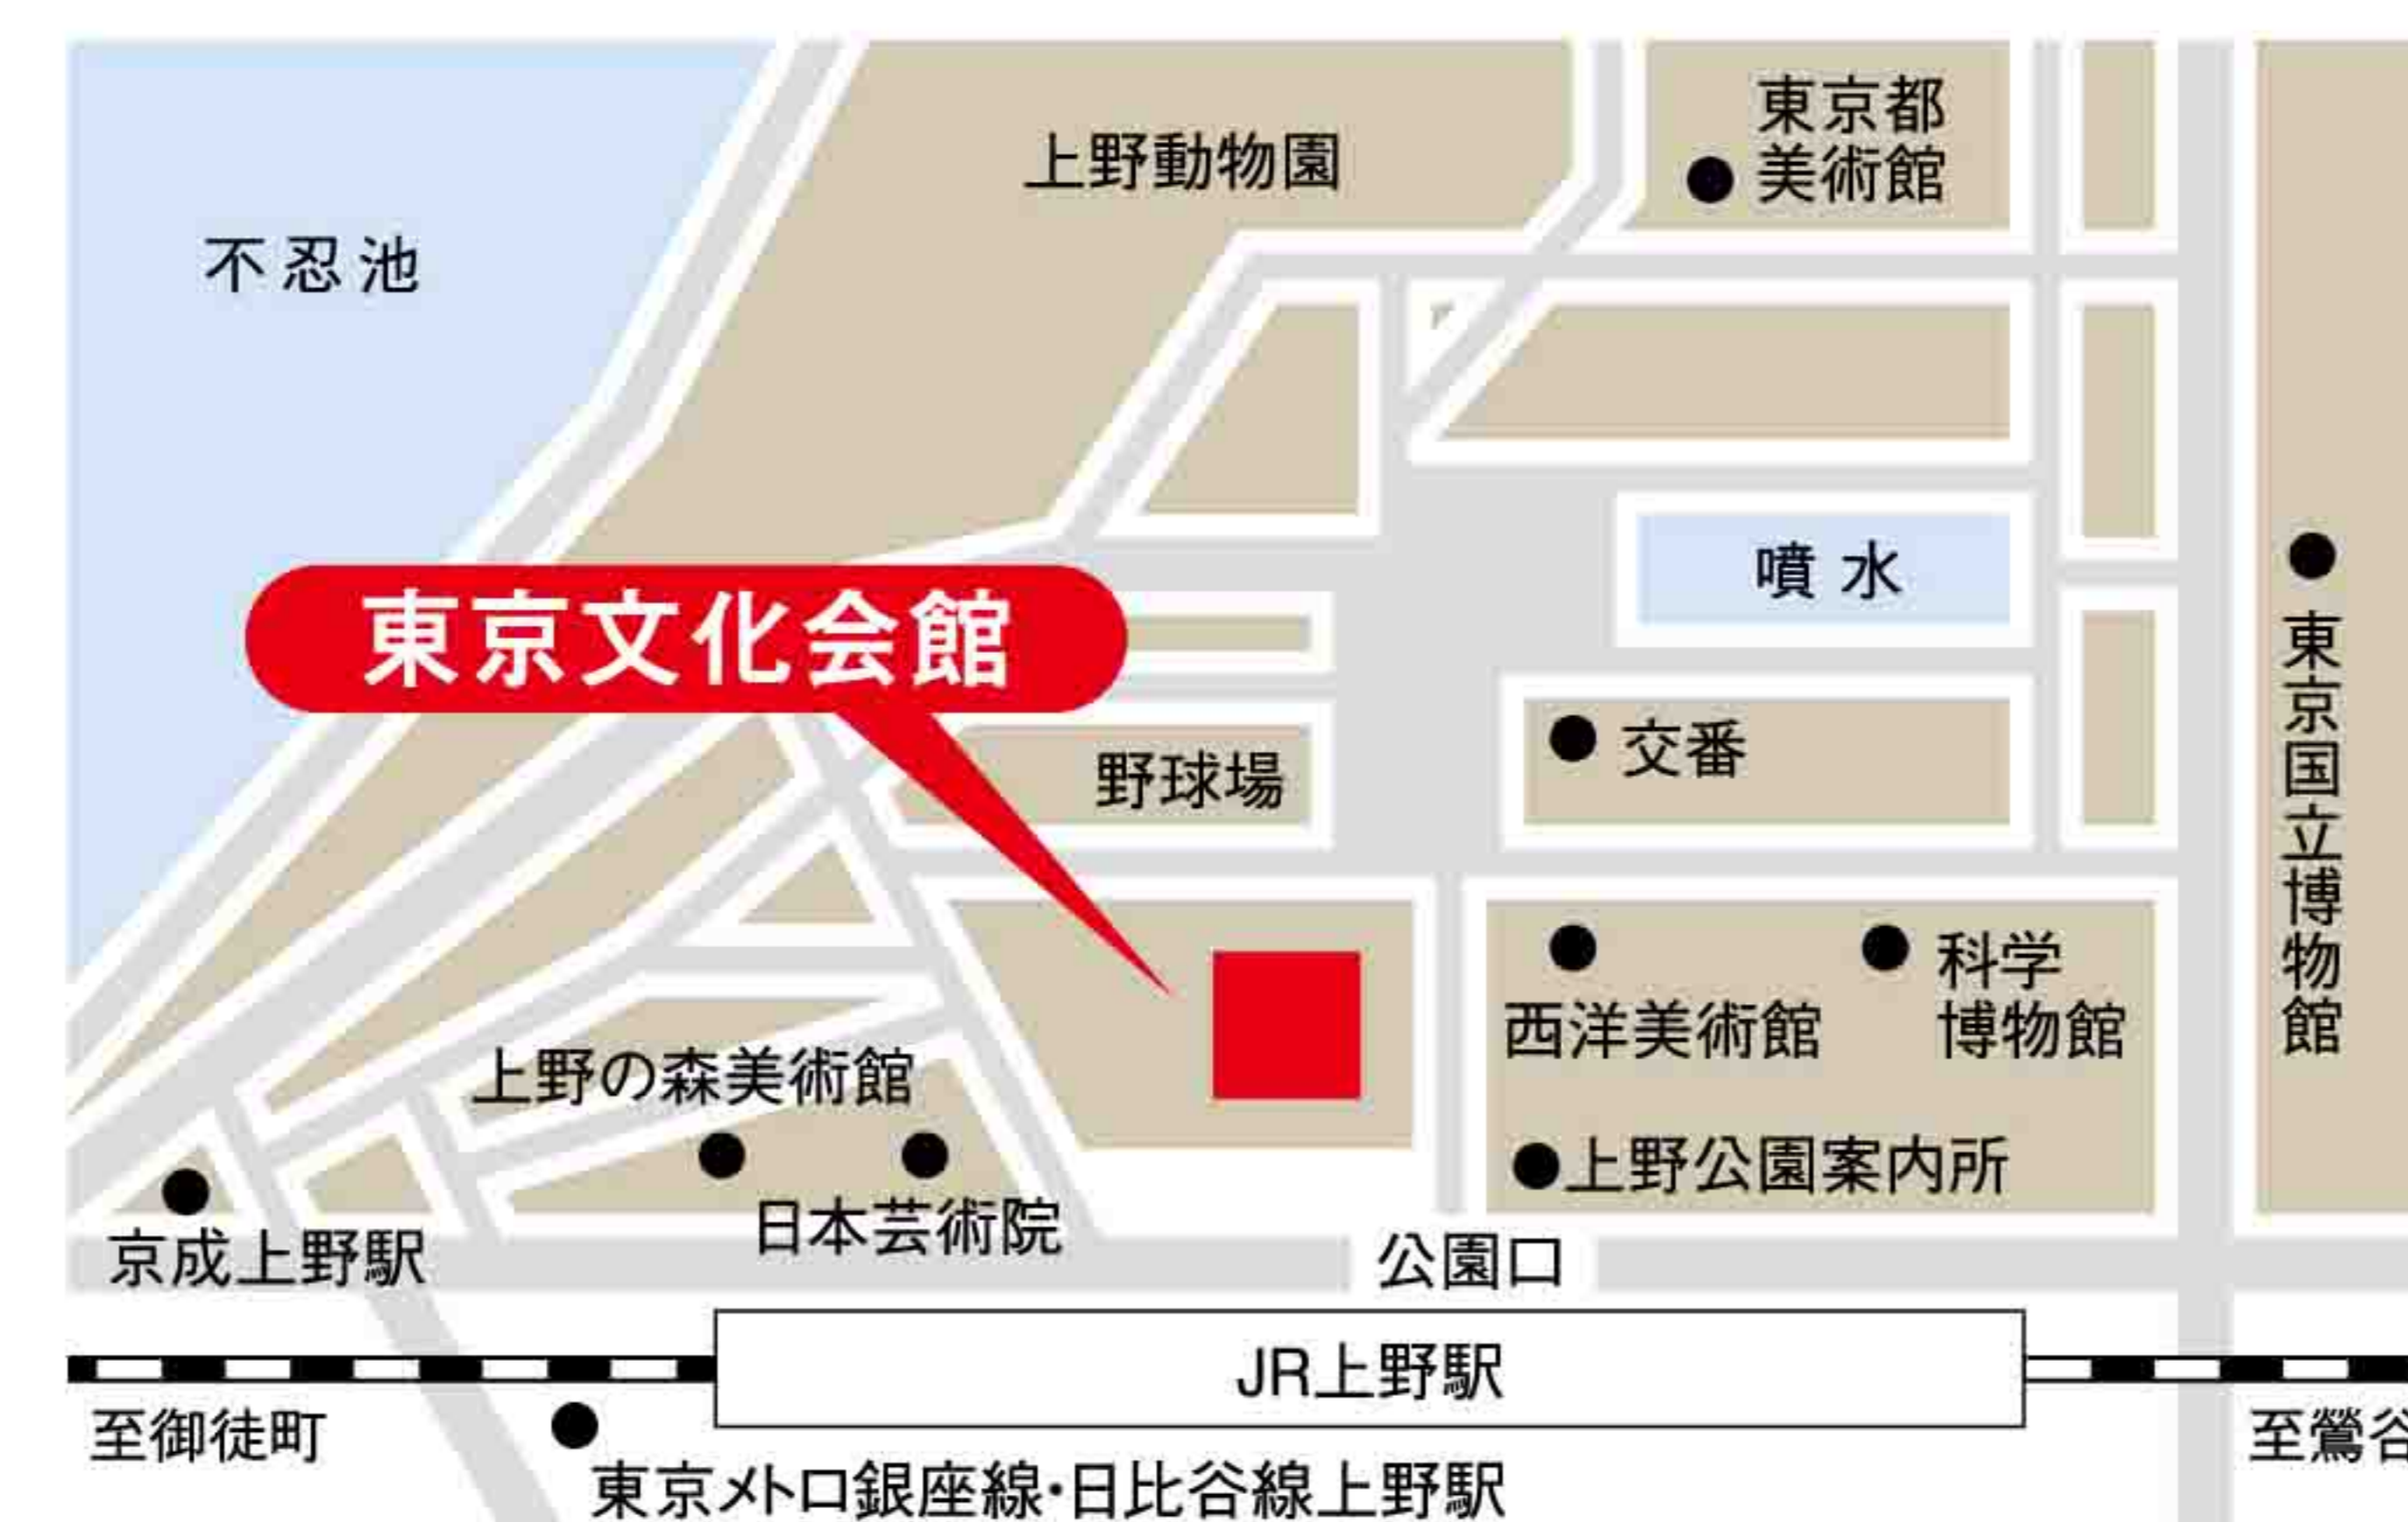 東京都
美術館
上野動物園
不忍池
噴水
東京文化会館
東京国立博物館
交番
野球場
科学
博物館
西洋美術館
上野の森美術館
上野公園案内所
日本芸術院
京成上野駅
公園口
JR上野駅
至御徒町
至鶯谷
東京メトロ銀座線・日比谷線上野駅